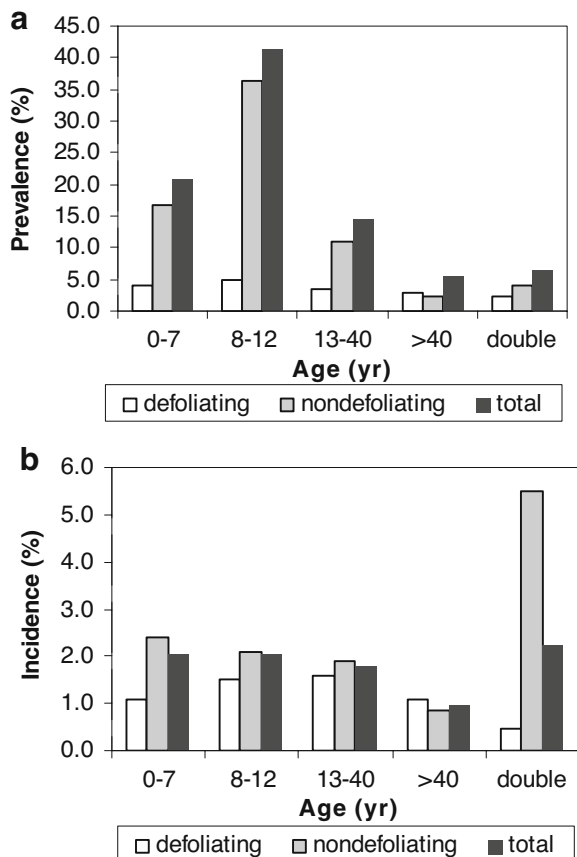 a
Prevalence (%)
45.0
40.0
35.0
30.0
25.0
20.0
15.0
10.0
5.0
0.0
0-7 8-12 13-40 >40 double
Age (yr)
defoliating nondefoliating total
b
Incidence (%)
6.0
5.0
4.0
3.0
2.0
1.0
0.0
0-7 8-12 13-40 >40 double
Age (yr)
defoliating nondefoliating total